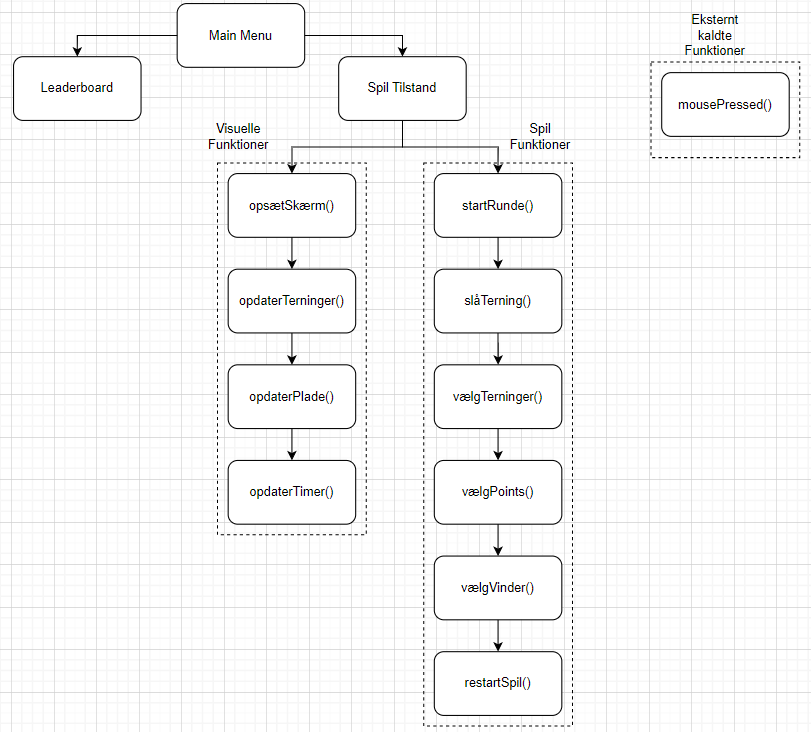 Main Menu
Leaderboard
Spil Tilstand
Eksternt
kaldte
Funktioner
mousePressed()
Visuelle
Funktioner
opsætSkærm()
opdaterTerninger()
opdaterPlade()
opdaterTimer()
Spil
Funktioner
startRunde()
slåTerning()
vælgTerninger()
vælgPoints()
vælgVinder()
restartSpil()